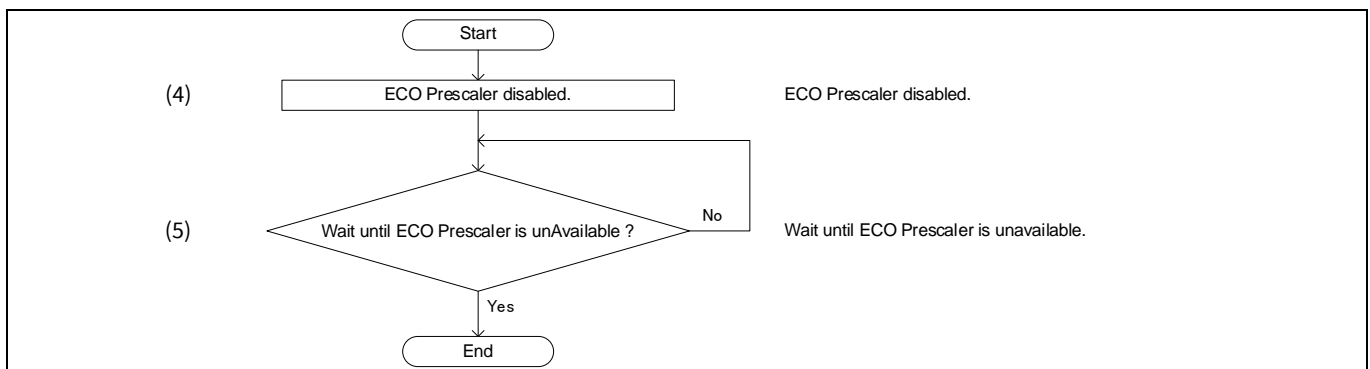 Start
(4)
ECO Prescaler disabled.
ECO Prescaler disabled.
(5)
Wait until ECO Prescaler is unAvailable ?
No
Wait until ECO Prescaler is unavailable.
Yes
End